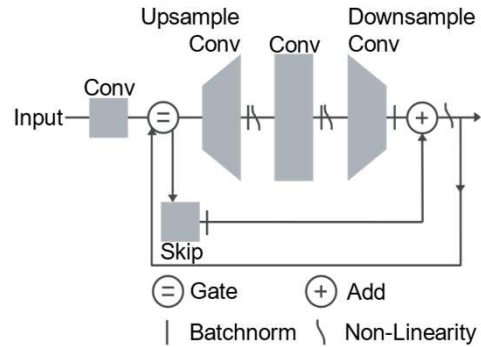 Upsample
Conv
Conv
Downsample
Conv
Conv
Input
=
+
Skip
= Gate
+ Add
Batchnorm
Non-Linearity